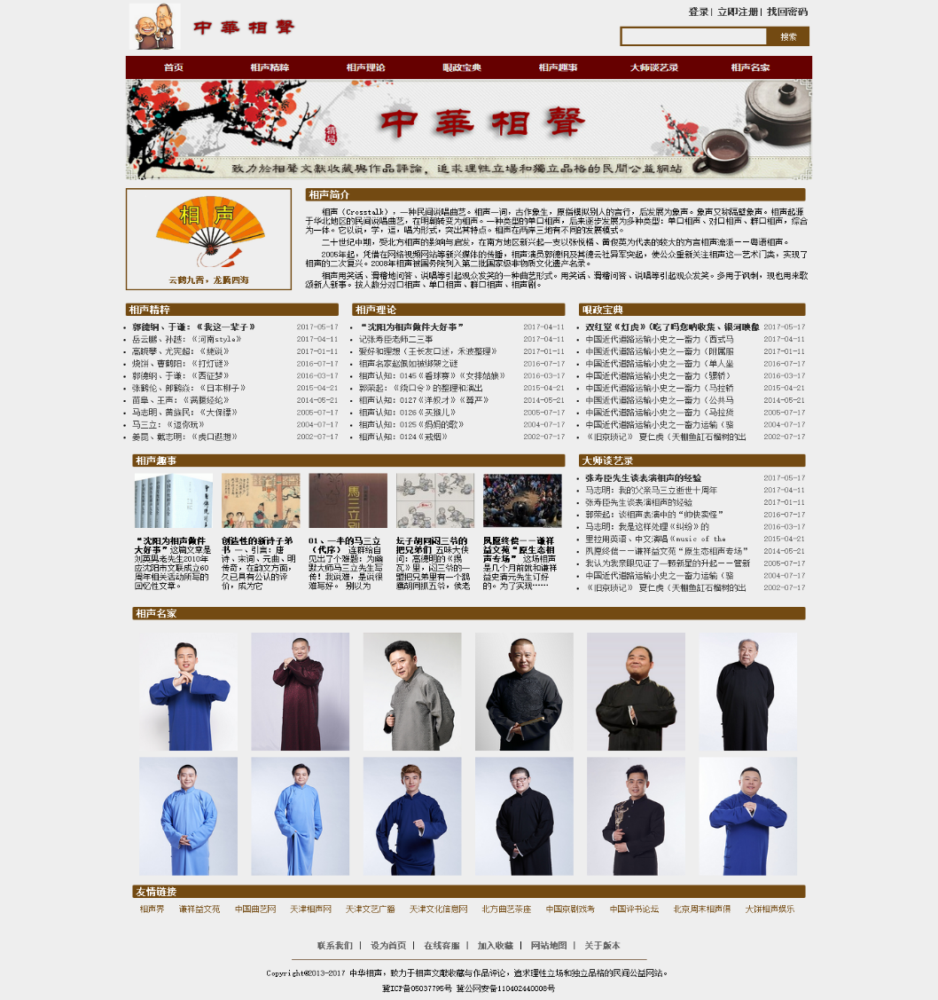 登录| 立即注册| 找回密码
中華相聲
搜索
首页 相声精粹 相声理论 哏政宝典 相声趣事 大师谈艺录 相声名家
精品
中華相聲
致力於相聲文獻收藏與作品評論，追求理性立場和獨立品格的民間公益網站
相声
云鹤九霄，龙腾四海
相声简介
相声（Crosstalk），一种民间说唱曲艺。相声一词，古作象生，原指模拟别人的言行，后发展为象声。象声又称隔壁象声。相声起源
于华北地区的民间说唱曲艺，在明朝转变为相声。一种类型的单口相声，后来逐步发展为多种类型：单口相声、对口相声、群口相声，综合
为一体。它以说，学，逗，唱为形式，突出其特点。相声在两岸三地有不同的发展模式。
二十世纪中期，受北方相声的影响与启发，在南方地区新兴起一支以张悦楷、黄俊英为代表的较大的方言相声流派——粤语相声。
2005年起，凭借在网络视频网站等新兴媒体的传播，相声演员郭德纲及其德云社异军突起，使公众重新关注相声这一艺术门类，实现了
相声的二次复兴。2008年相声被国务院列入第二批国家级非物质文化遗产名录。
相声用笑话、滑稽地问答、说唱等引起观众发笑的一种曲艺形式。用笑话、滑稽问答、说唱等引起观众发笑。多用于讽刺，现也用来歌
颂新人新事。按人数分对口相声、单口相声、群口相声、相声剧。
相声精粹
郭德纲、于谦：《我这一辈子》 2017-05-17
岳云鹏、孙越：《河南style》 2017-04-11
高晓攀、尤宪超：《绕说》 2017-01-11
烧饼、曹鹤阳：《打灯谜》 2016-07-17
郭德纲、于谦：《西征梦》 2016-03-17
张鹤伦、郎鹤焱：《日本柳子》 2015-04-21
苗阜、王声：《满腹经纶》 2014-05-21
马志明、黄族民：《大保镖》 2005-07-17
马三立：《逗你玩》 2004-07-17
姜昆、戴志明：《虎口遐想》 2002-07-17
相声理论
“沈阳为相声做件大好事” 2017-04-11
记张寿臣老师二三事 2017-04-11
爱好和理想（王长友口述，禾波整理） 2017-01-11
相声名家赵佩如被绑架之谜 2016-07-17
相声认知：0145《看球赛》《女排姑娘》 2016-03-17
郭荣起：《绕口令》的整理和演出 2015-04-21
相声认知：0127《洋奴才》《尊严》 2014-05-21
相声认知：0126《买猴儿》 2005-07-17
相声认知：0125《妈妈的歌》 2004-07-17
相声认知：0124《戒烟》 2002-07-17
哏政宝典
双红堂《灯虎》（吃了吗您呐收集、银河映像 2017-05-17
中国近代道路运输小史之一畜力（西式马 2017-04-11
中国近代道路运输小史之一畜力（附属服 2017-01-11
中国近代道路运输小史之一畜力（单人坐 2016-07-17
中国近代道路运输小史之一畜力（骡轿） 2016-03-17
中国近代道路运输小史之一畜力（马拉轿 2015-04-21
中国近代道路运输小史之一畜力（公共马 2014-05-21
中国近代道路运输小史之一畜力（马拉货 2005-07-17
中国近代道路运输小史之一畜力运输（骆 2004-07-17
《旧京琐记》 夏仁虎（天棚鱼缸石榴树的出 2002-07-17
相声趣事
“沈阳为相声做件
大好事”这篇文章是
刘英男老先生2010年
应沈阳市文联成立60
周年相关活动所写的
回忆性文章。
创造性的新诗子弟
书 一、引言：唐
诗、宋词、元曲、明
传奇，在韵文方面，
久已具有公认的评
价，成为它
01、一丰的马三立
（代序） 连群给自
见出了个难题：为幽
默大师马三立先生写
传！我说难，是说很
难写好。 别以为
坛子胡同闷三爷的
把兄弟们 五味大侠
问：高德明的《拐
瓦》里，闷三爷的一
盟把兄弟里有一个鹅
鹰胡同抓五爷，侯老
夙愿终偿——谦祥
益文苑“原生态相
声专场” 这场相声
是几个月前就和谦祥
益史清元先生订好
的。为了实现……
大师谈艺录
张寿臣先生谈表演相声的经验 2017-05-17
马志明：我的父亲马三立逝世十周年 2017-04-11
张寿臣先生谈表演相声的经验 2017-01-11
郭荣起：谈相声表演中的“帅快卖怪” 2016-07-17
马志明：我是这样处理《纠纷》的 2016-03-17
里拉用英语、中文演唱《music of the 2015-04-21
夙愿终偿——谦祥益文苑“原生态相声专场” 2014-05-21
我认为我亲眼见证了一颗新星的升起——管新 2005-07-17
中国近代道路运输小史之一畜力运输（骆 2004-07-17
《旧京琐记》 夏仁虎（天棚鱼缸石榴树的出 2002-07-17
相声名家
友情链接
相声界 谦祥益文苑 中国曲艺网 天津相声网 天津文艺广播 天津文化信息网 北方曲艺茶座 中国京剧戏考 中国评书论坛 北京周末相声俱 大饼相声娱乐
联系我们 | 设为首页 | 在线客服 | 加入收藏 | 网站地图 | 关于版本
Copyright©2013-2017 中华相声，致力于相声文献收藏与作品评论，追求理性立场和独立品格的民间公益网站。
冀ICP备05037795号 冀公网安备110402440008号